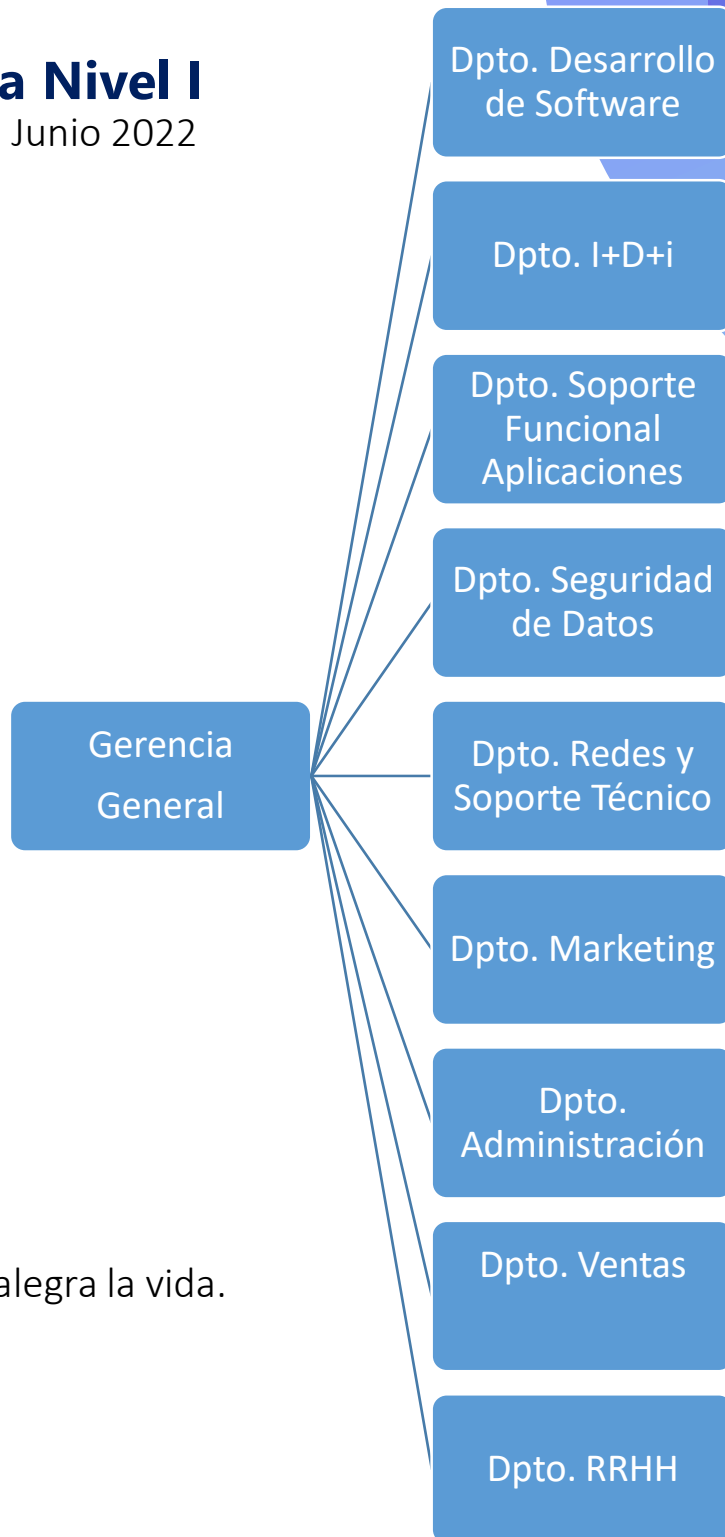 a Nivel I
Junio 2022
Dpto. Desarrollo
de Software
Dpto. I+D+i
Dpto. Soporte
Funcional
Aplicaciones
Dpto. Seguridad
de Datos
Gerencia
General
Dpto. Redes y
Soporte Técnico
Dpto. Marketing
Dpto.
Administración
alegra la vida.
Dpto. Ventas
Dpto. RRHH